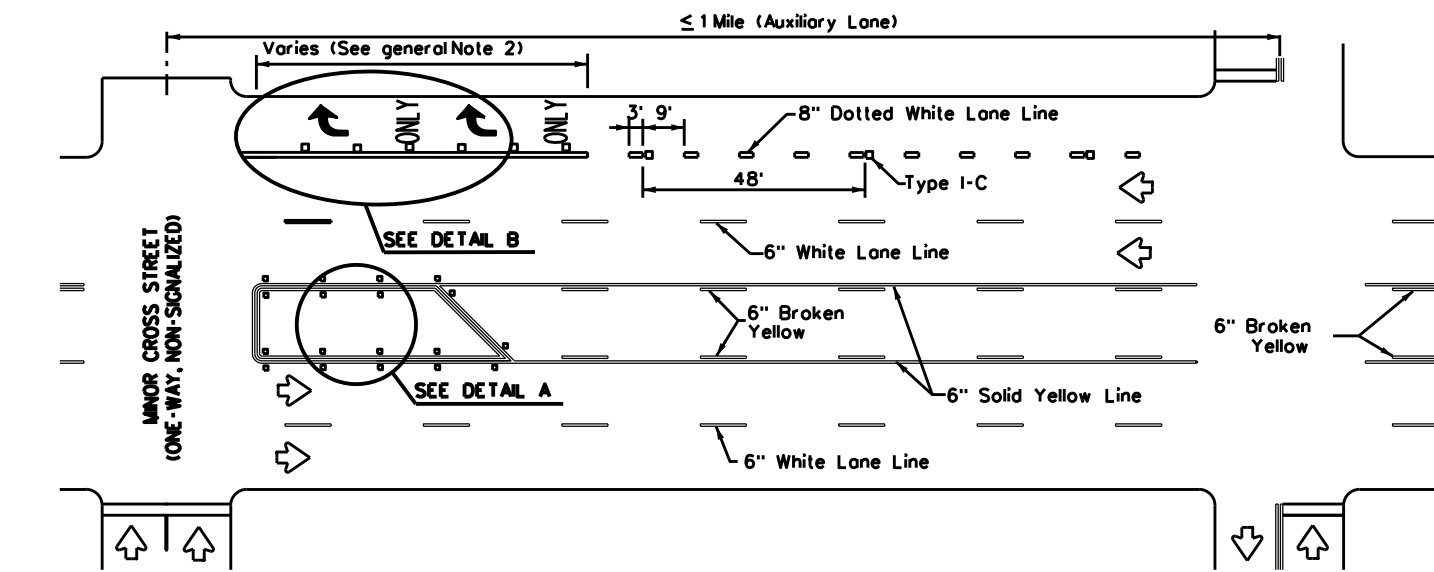 ≤ 1 Mile (Auxiliary Lane)
Varies (See general Note 2)
ONLY
ONLY
3' 9'
8" Dotted White Lane Line
48'
Type I-C
SEE DETAIL B
6" White Lane Line
MINOR CROSS STREET
(ONE-WAY, NON-SIGNALIZED)
6" Broken
Yellow
6" Broken
Yellow
SEE DETAIL A
6" Solid Yellow Line
6" White Lane Line